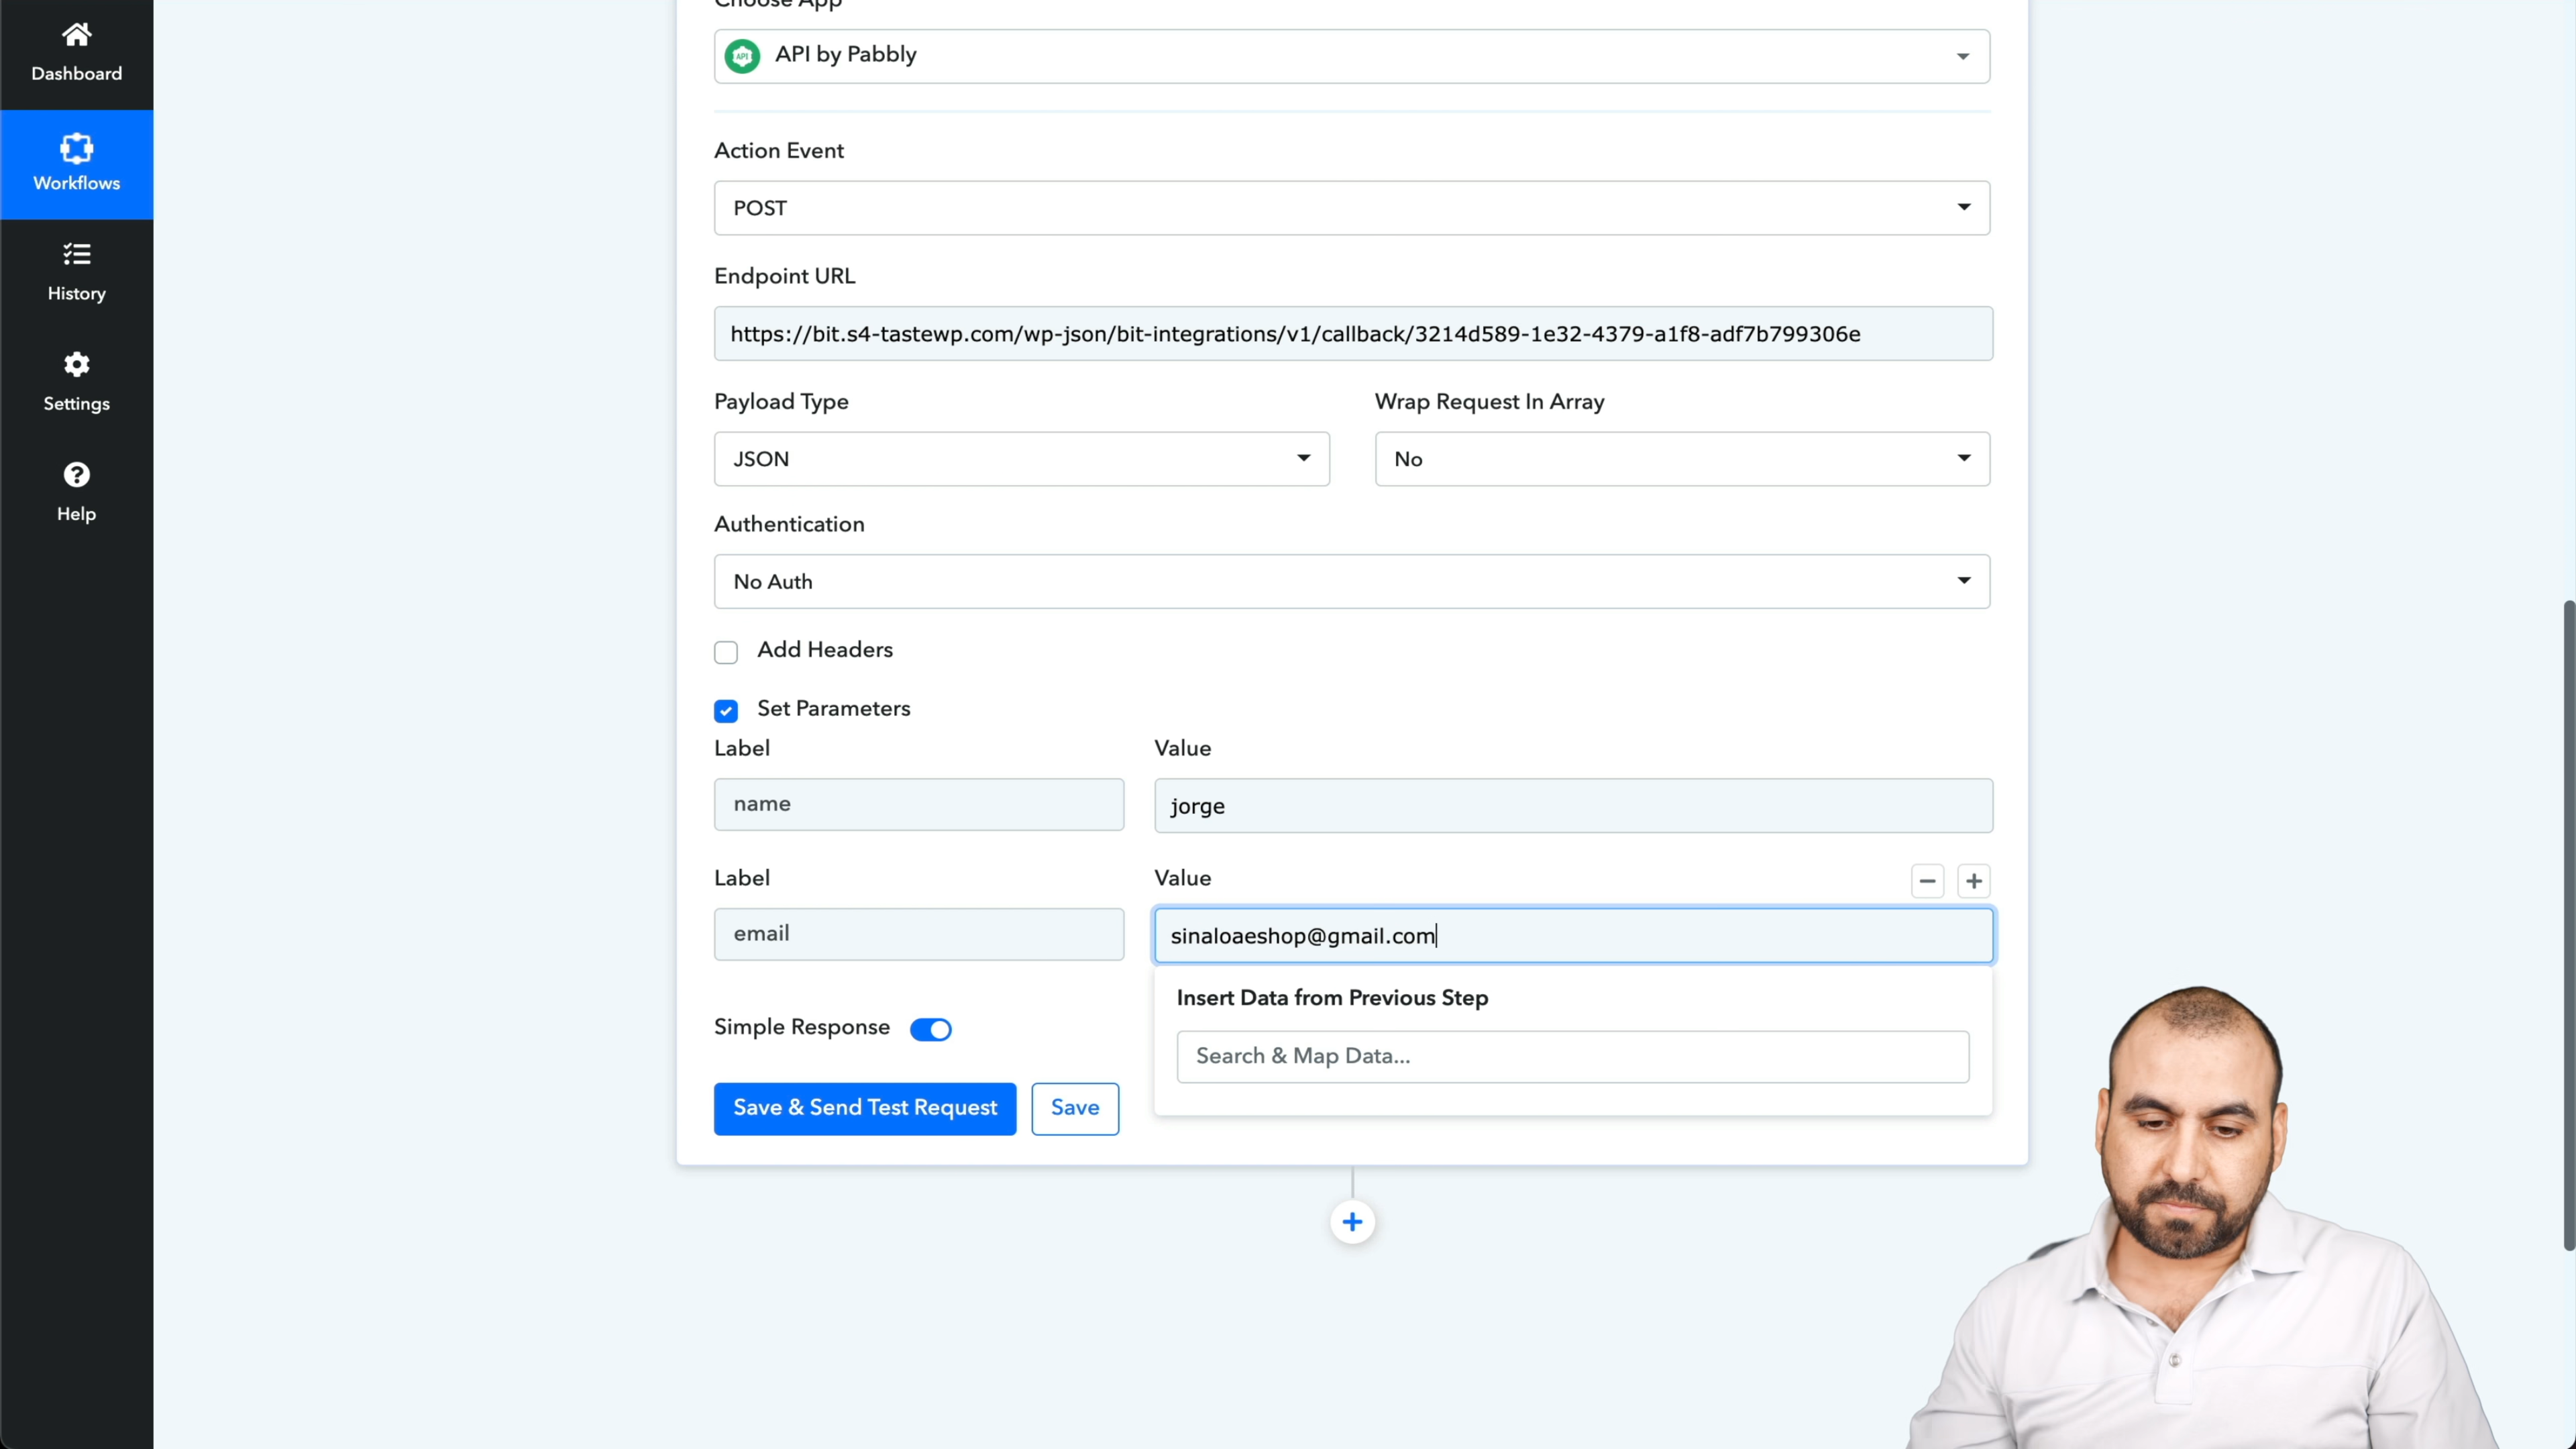 Choose App
API
API by Pabbly
Dashboard
Workflows
History
Settings
Help
Action Event
POST
Endpoint URL
https://bit.s4-tastewp.com/wp-json/bit-integrations/v1/callback/3214d589-1e32-4379-a1f8-adf7b799306e
Payload Type
Wrap Request In Array
JSON
No
Authentication
No Auth
Add Headers
Set Parameters
Label
Value
name
jorge
Label
Value
email
sinaloaeshop@gmail.com
Insert Data from Previous Step
Search & Map Data...
Simple Response
Save & Send Test Request
Save